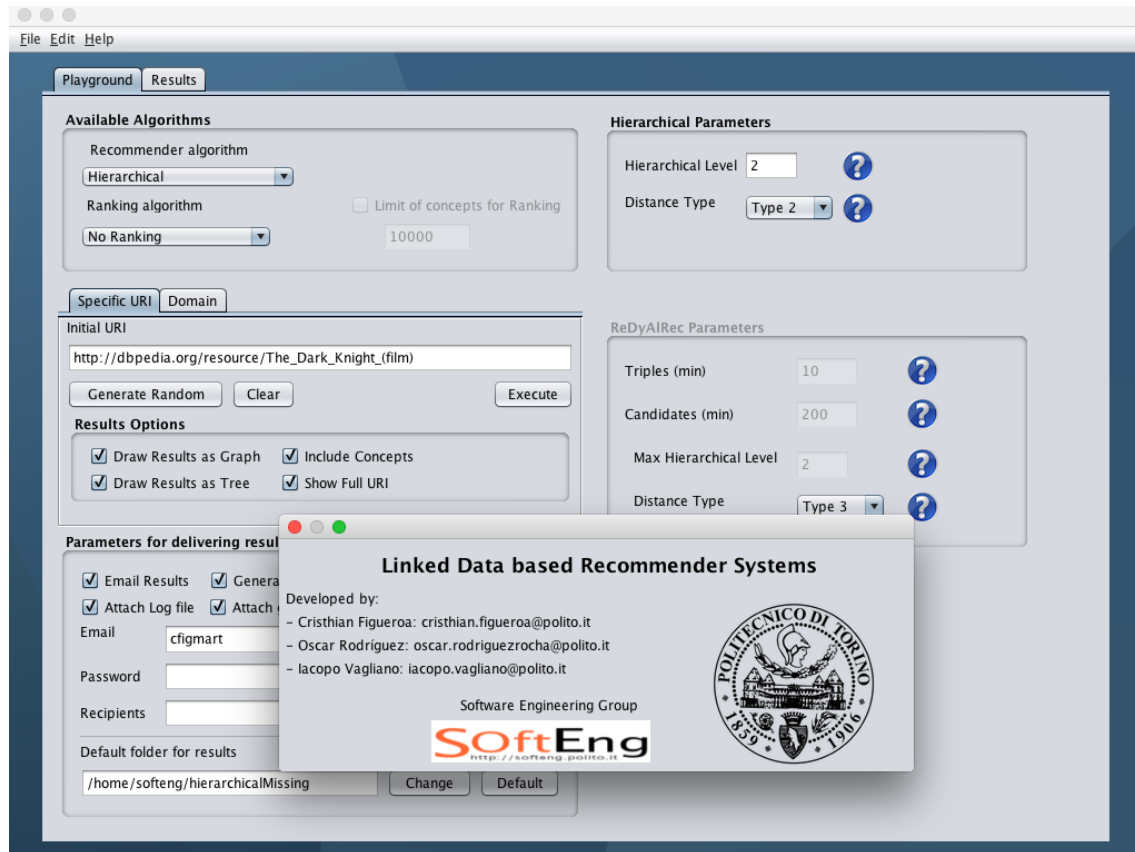 File Edit Help
Playground Results
Available Algorithms
Recommender algorithm
Hierarchical
Ranking algorithm
Limit of concepts for Ranking
No Ranking
10000
Hierarchical Parameters
Hierarchical Level 2 ?
Distance Type Type 2 ?
Specific URI Domain
Initial URI
http://dbpedia.org/resource/The_Dark_Knight_(film)
Generate Random Clear Execute
Results Options
Draw Results as Graph Include Concepts
Draw Results as Tree Show Full URI
ReDyAlRec Parameters
Triples (min) 10 ?
Candidates (min) 200 ?
Max Hierarchical Level 2 ?
Distance Type Type 3 ?
Parameters for delivering
Email Results
Attach Log file Attach
Email cfigmart
Password
Recipients
Default folder for results
/home/softeng/hierarchicalMissing Change Default
Linked Data based Recommender Systems
Developed by:
- Cristhian Figueroa: cristhian.figueroa@polito.it
- Oscar Rodríguez: oscar.rodriguezrocha@polito.it
- Iacopo Vagliano: iacopo.vagliano@polito.it
Software Engineering Group
SOftEng
http://softeng.polito.it
POLITECNICO DI TORINO
1859 1906